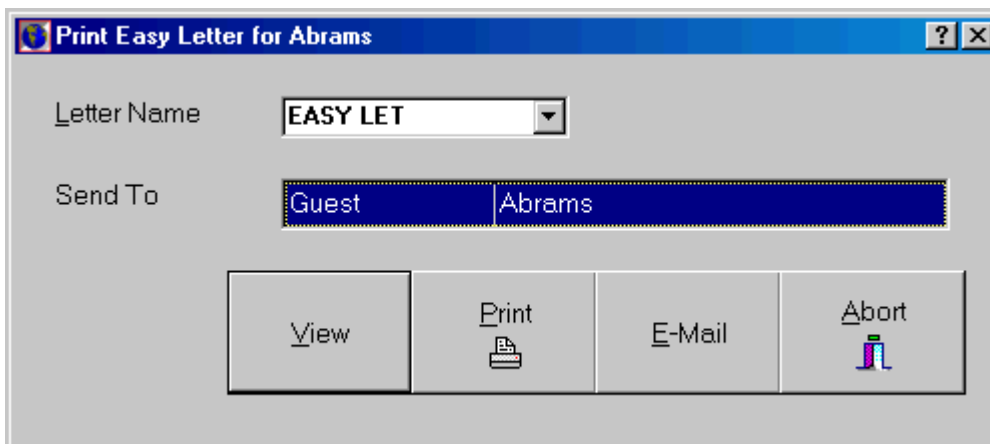 Print Easy Letter for Abrams ? X
Letter Name EASY LET
Send To Guest Abrams
View Print E-Mail Abort